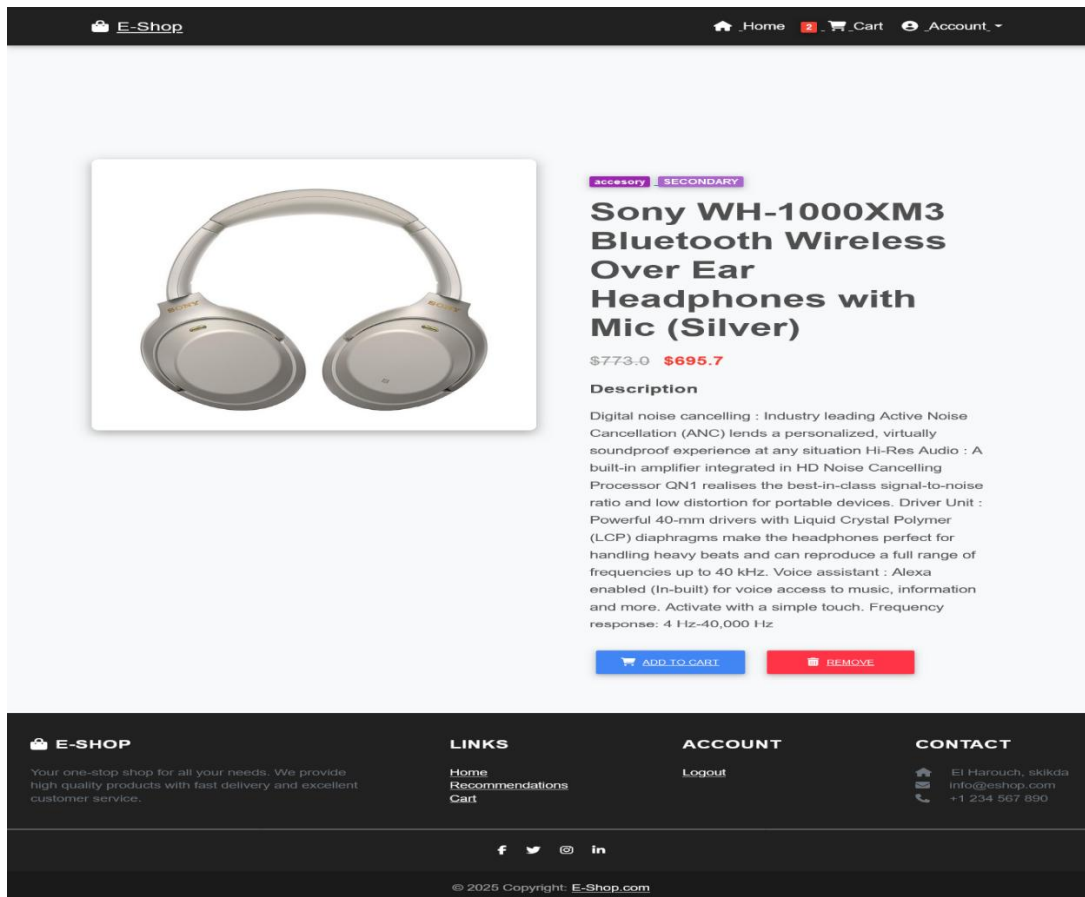 E-Shop
Home 2 Cart Account
SONY SONY
accesory SECONDARY
Sony WH-1000XM3
Bluetooth Wireless
Over Ear
Headphones with
Mic (Silver)
$773.0 $695.7
Description
Digital noise cancelling : Industry leading Active Noise
Cancellation (ANC) lends a personalized, virtually
soundproof experience at any situation Hi-Res Audio : A
built-in amplifier integrated in HD Noise Cancelling
Processor QN1 realises the best-in-class signal-to-noise
ratio and low distortion for portable devices. Driver Unit :
Powerful 40-mm drivers with Liquid Crystal Polymer
(LCP) diaphragms make the headphones perfect for
handling heavy beats and can reproduce a full range of
frequencies up to 40 kHz. Voice assistant : Alexa
enabled (In-built) for voice access to music, information
and more. Activate with a simple touch. Frequency
response: 4 Hz-40,000 Hz
ADD TO CART
REMOVE
E-SHOP
Your one-stop shop for all your needs. We provide
high quality products with fast delivery and excellent
customer service.
LINKS
Home
Recommendations
Cart
ACCOUNT
Logout
CONTACT
El Harouch, skikda
info@eshop.com
+1 234 567 890
© 2025 Copyright: E-Shop.com